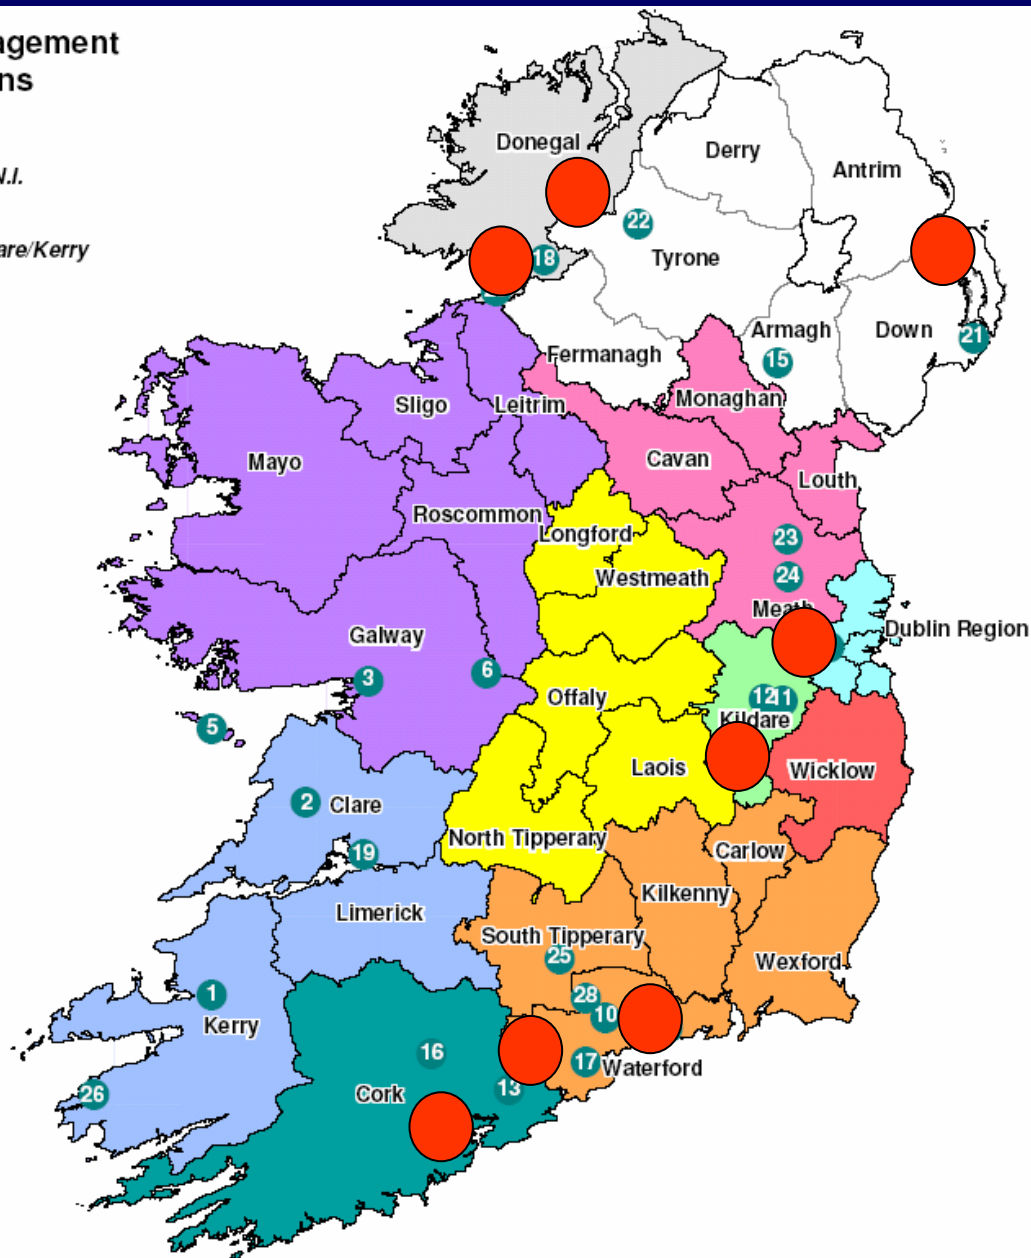 agement
ns
N.I.
are/Kerry
Donegal
Derry
Antrim
22
Tyrone
18
Armagh
Down
21
15
Fermanagh
Monaghan
Sligo
Leitrim
Cavan
Mayo
Louth
Roscommon
Longford
23
Westmeath
24
Meath
Dublin Region
Galway
3
6
Offaly
12
11
Kildare
5
Laois
Wicklow
2
Clare
North Tipperary
Carlow
19
Kilkenny
Limerick
South Tipperary
25
Wexford
1
28
10
Kerry
16
17
Waterford
13
Cork
26